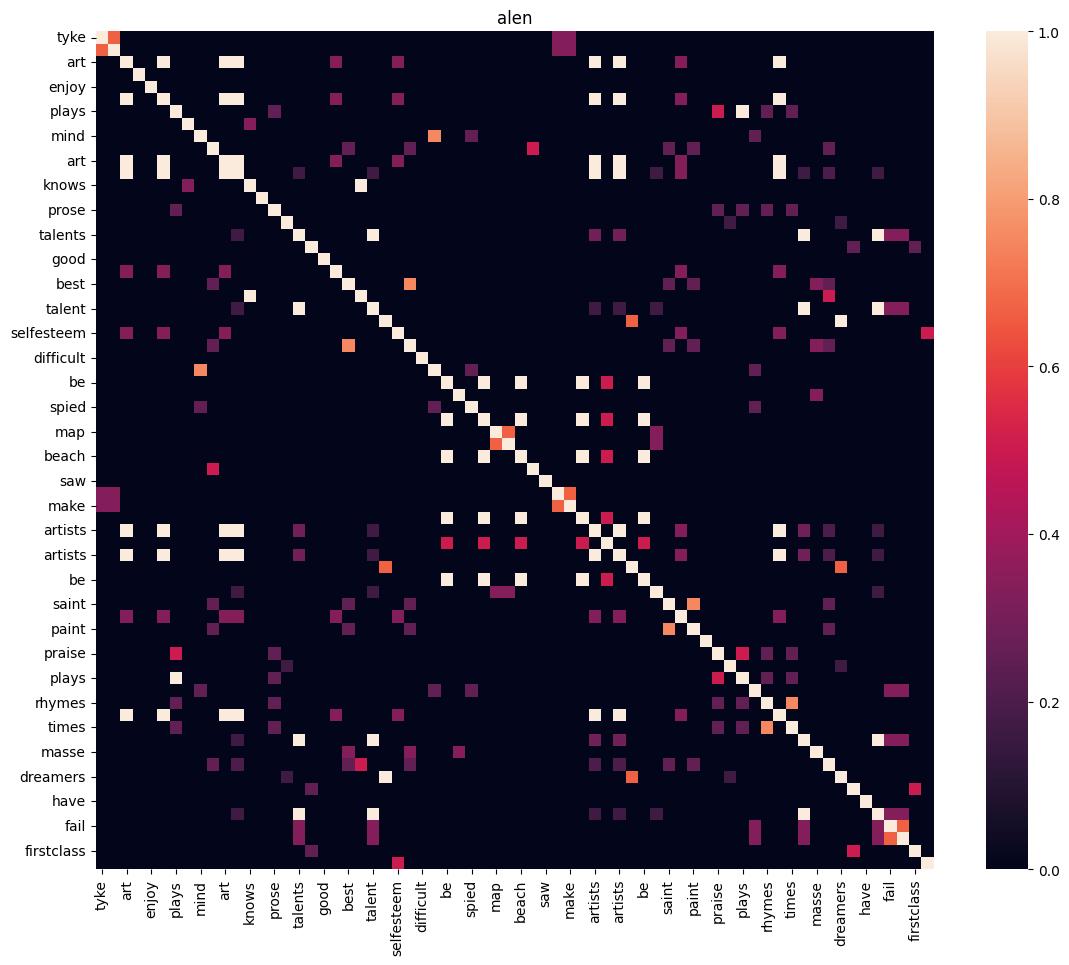 alen
tyke
art
enjoy
plays
mind
art
knows
prose
talents
good
best
talent
selfesteem
difficult
be
spied
map
beach
saw
make
artists
artists
be
saint
paint
praise
plays
rhymes
times
masse
dreamers
have
fail
firstclass
1.0
0.8
0.6
0.4
0.2
0.0
tyke
art
enjoy
plays
mind
art
knows
prose
talents
good
best
talent
selfesteem
difficult
be
spied
map
beach
saw
make
artists
artists
be
saint
paint
praise
plays
rhymes
times
masse
dreamers
have
fail
firstclass